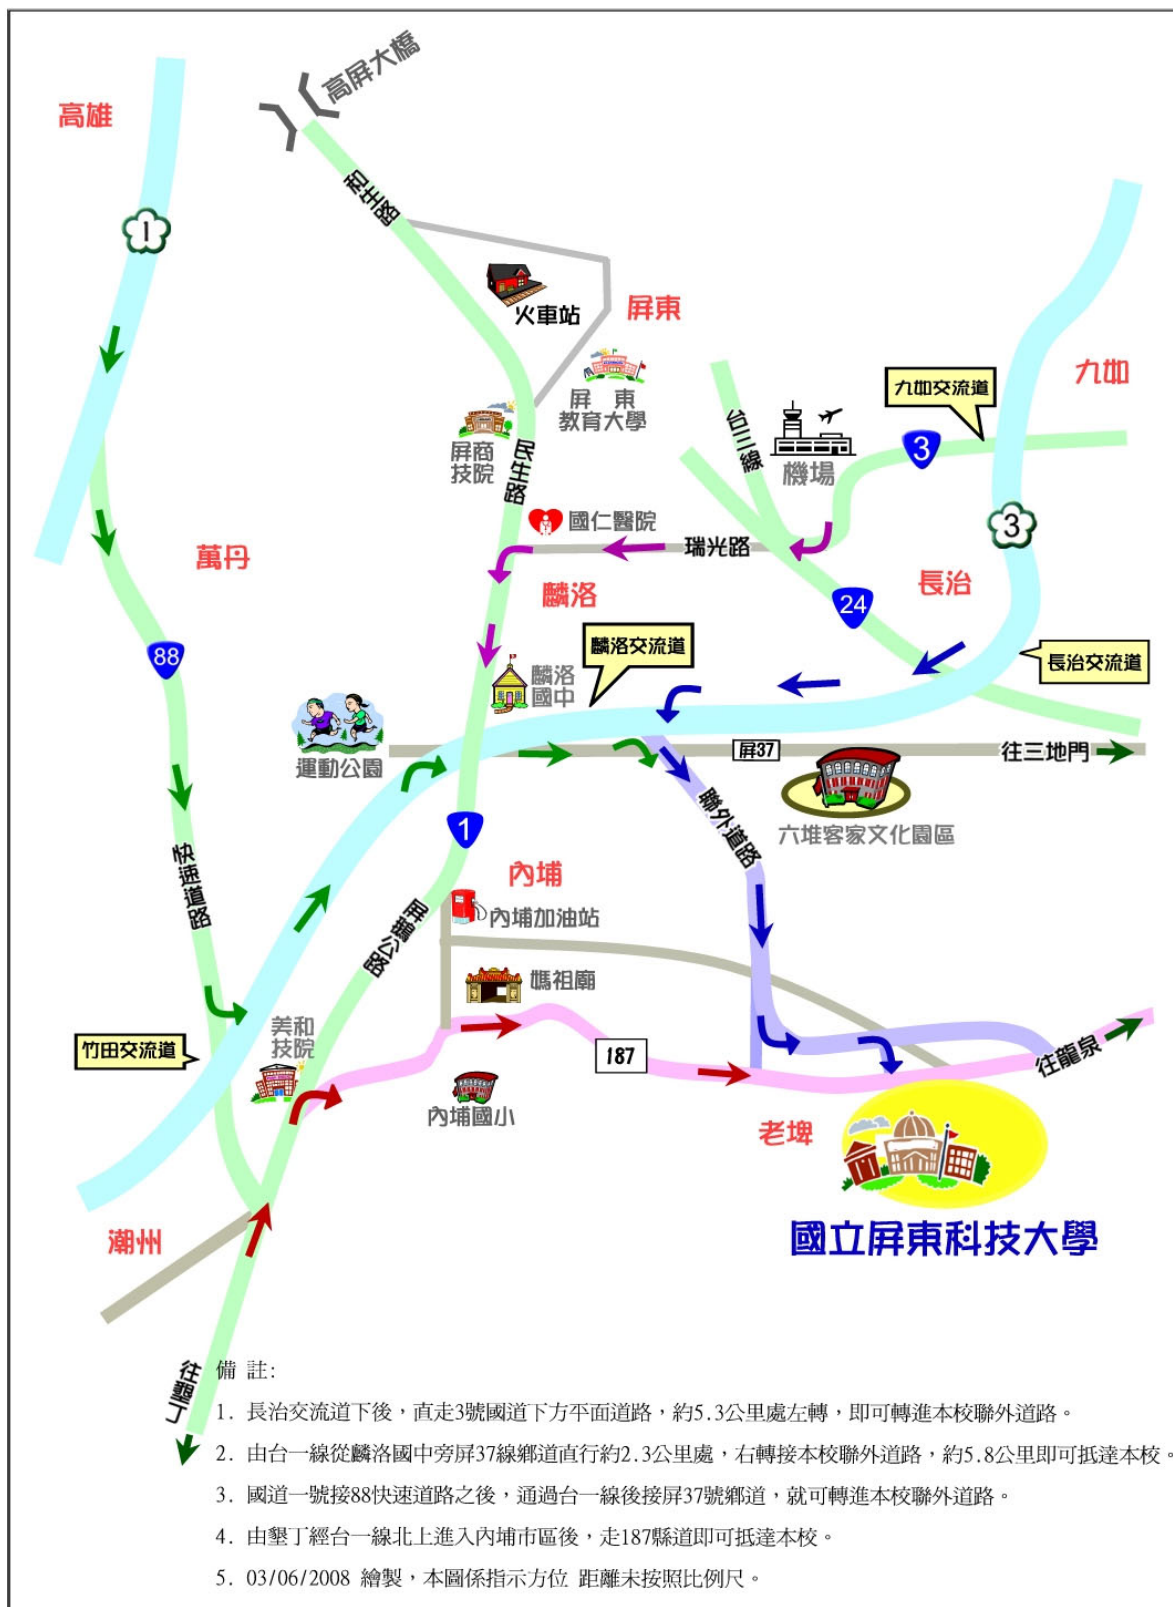 高屏大橋
高雄
1
和生路
火車站
屏東
屏東
教育大學
屏商
技院
民生路
台三線
機場
九如交流道
九如
3
3
國仁醫院
瑞光路
萬丹
麟洛
24
長治
88
麟洛交流道
長治交流道
麟洛
國中
運動公園
屏37
往三地門
聯外道路
六堆客家文化園區
1
快速道路
內埔
屏鵝公路
內埔加油站
媽祖廟
美和
技院
竹田交流道
187
往龍泉
內埔國小
老埤
潮州
國立屏東科技大學
往墾丁
備 註:
1. 長治交流道下後，直走3號國道下方平面道路，約5.3公里處左轉，即可轉進本校聯外道路。
2. 由台一線從麟洛國中旁屏37線鄉道直行約2.3公里處，右轉接本校聯外道路，約5.8公里即可抵達本校。
3. 國道一號接88快速道路之後，通過台一線後接屏37號鄉道，就可轉進本校聯外道路。
4. 由墾丁經台一線北上進入內埔市區後，走187縣道即可抵達本校。
5. 03/06/2008 繪製，本圖係指示方位 距離未按照比例尺。